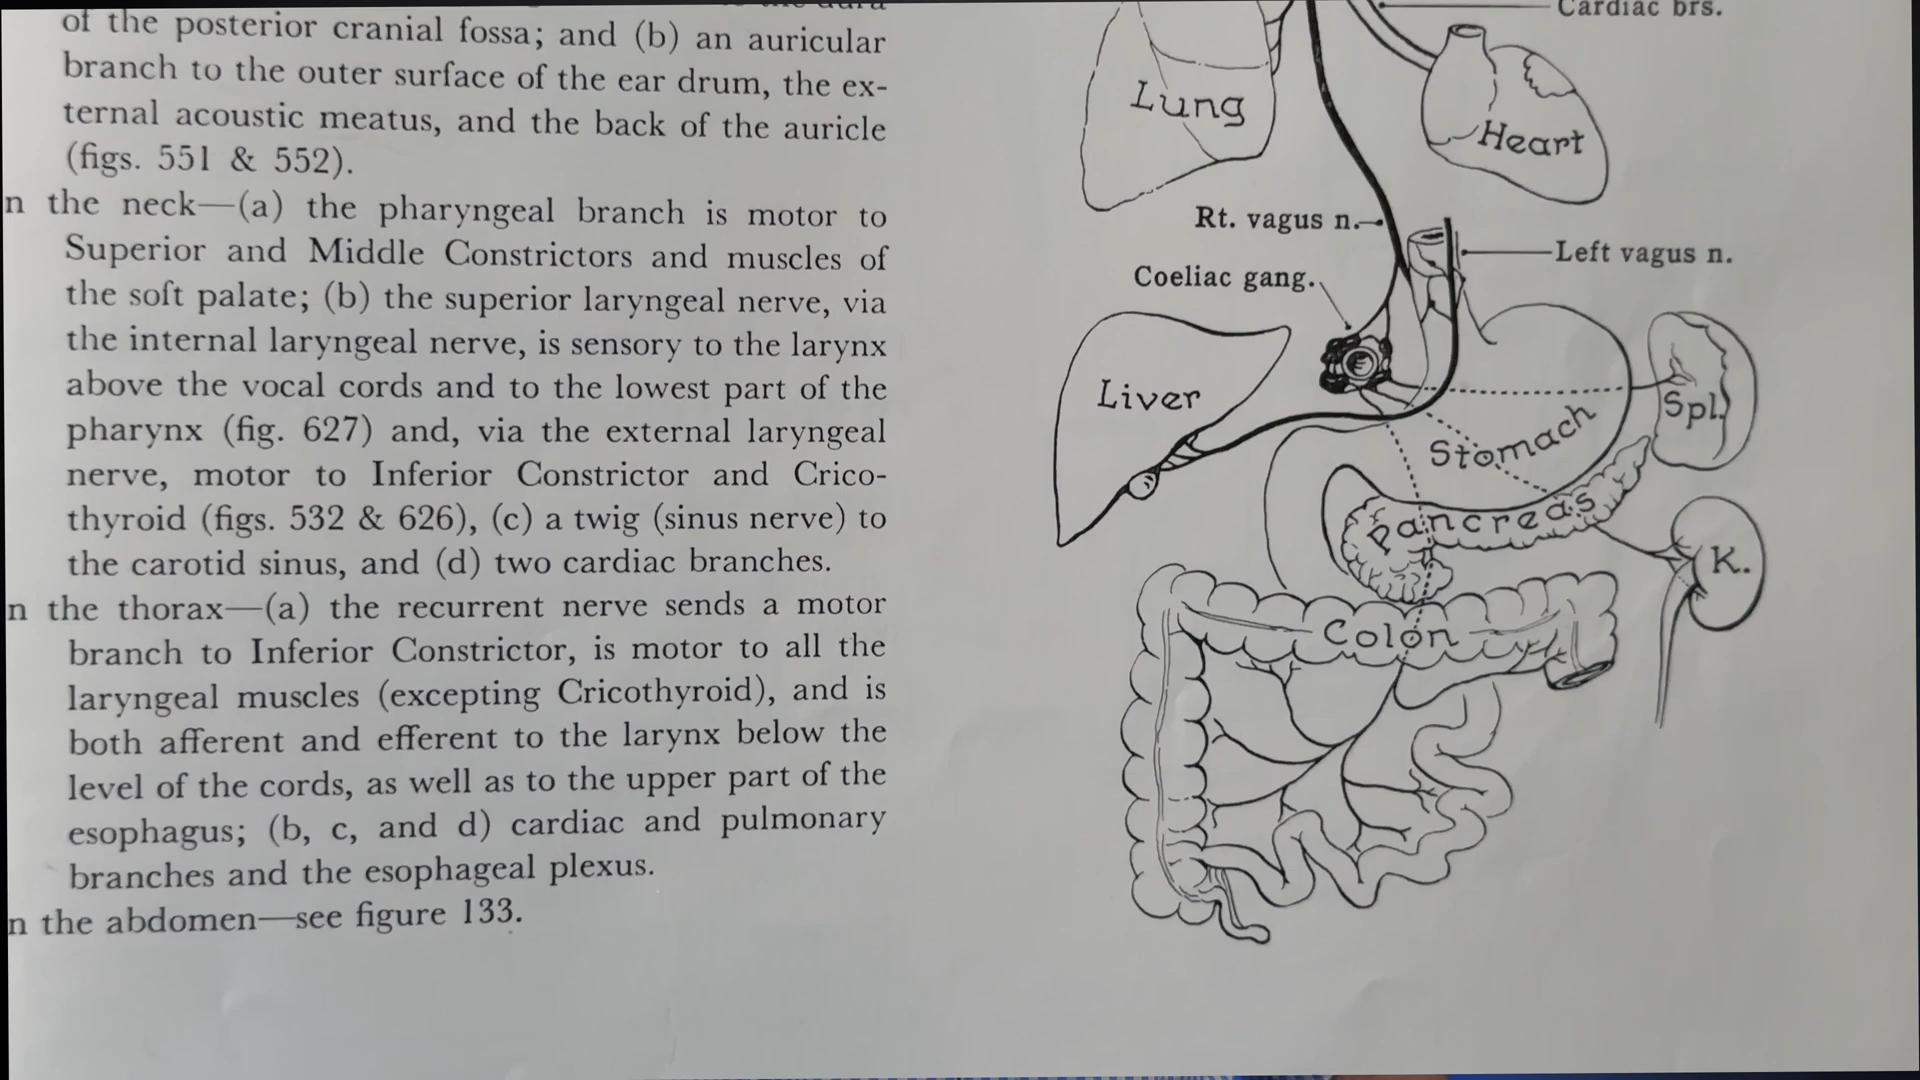 of the posterior cranial fossa; and (b) an auricular
branch to the outer surface of the ear drum, the ex-
ternal acoustic meatus, and the back of the auricle
(figs. 551 & 552).
n the neck—(a) the pharyngeal branch is motor to
Superior and Middle Constrictors and muscles of
the soft palate; (b) the superior laryngeal nerve, via
the internal laryngeal nerve, is sensory to the larynx
above the vocal cords and to the lowest part of the
pharynx (fig. 627) and, via the external laryngeal
nerve, motor to Inferior Constrictor and Crico-
thyroid (figs. 532 & 626), (c) a twig (sinus nerve) to
the carotid sinus, and (d) two cardiac branches.
n the thorax—(a) the recurrent nerve sends a motor
branch to Inferior Constrictor, is motor to all the
laryngeal muscles (excepting Cricothyroid), and is
both afferent and efferent to the larynx below the
level of the cords, as well as to the upper part of the
esophagus; (b, c, and d) cardiac and pulmonary
branches and the esophageal plexus.
n the abdomen—see figure 133.
Cardiac brs.
Lung
Heart
Rt. vagus n.
Left vagus n.
Coeliac gang.
Liver
Spl.
Stomach
Pancreas
K.
Colon